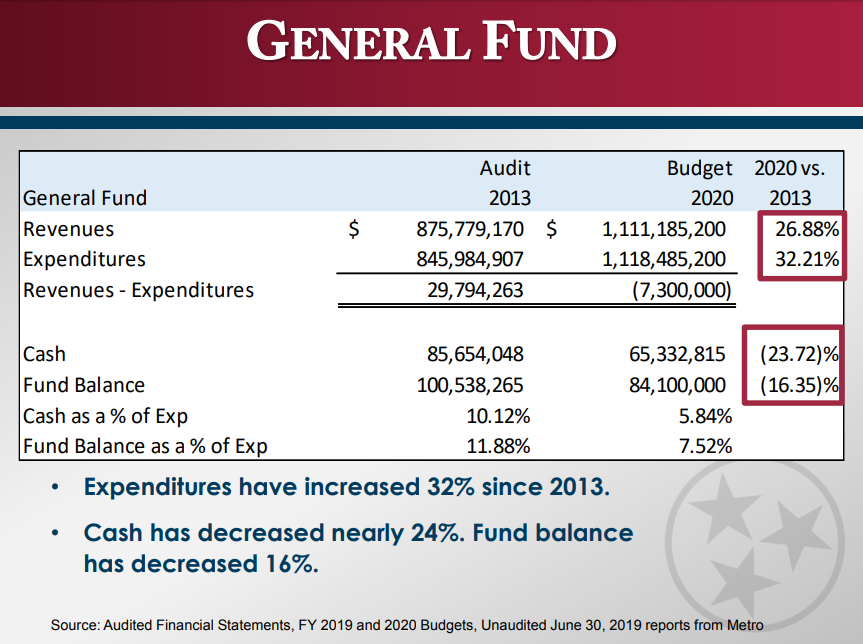 GENERAL FUND
Audit Budget 2020 vs.
General Fund 2013 2020 2013
Revenues $ 875,779,170 $ 1,111,185,200 26.88%
Expenditures 845,984,907 1,118,485,200 32.21%
Revenues - Expenditures 29,794,263 (7,300,000)
Cash 85,654,048 65,332,815 (23.72)%
Fund Balance 100,538,265 84,100,000 (16.35)%
Cash as a % of Exp 10.12% 5.84%
Fund Balance as a % of Exp 11.88% 7.52%
• Expenditures have increased 32% since 2013.
• Cash has decreased nearly 24%. Fund balance
has decreased 16%.
Source: Audited Financial Statements, FY 2019 and 2020 Budgets, Unaudited June 30, 2019 reports from Metro